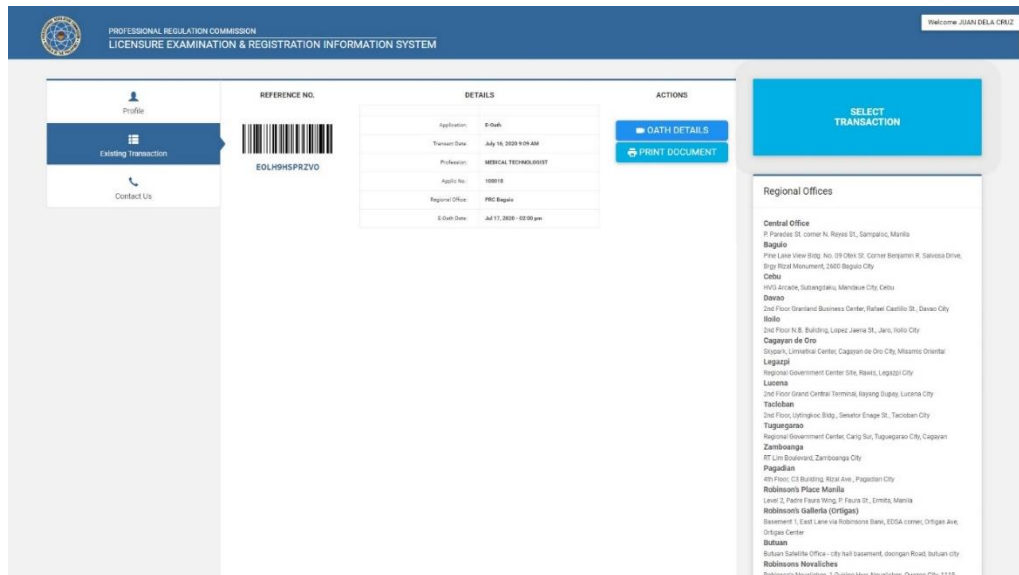 PROFESSIONAL REGULATION COMMISSION
LICENSURE EXAMINATION & REGISTRATION INFORMATION SYSTEM
Welcome JUAN DELA CRUZ
Profile
Existing Transaction
Contact Us
REFERENCE NO.
EOLH9HSPRZVO
DETAILS
Application: E-Oath
Transact Date: July 16, 2020 9:09 AM
Profession: MEDICAL TECHNOLOGIST
Applic No.: 100018
Regional Office: PRC Baguio
E-Oath Date: Jul 17, 2020 - 02:00 pm
ACTIONS
OATH DETAILS
PRINT DOCUMENT
SELECT
TRANSACTION
Regional Offices
Central Office
P. Paredes St. corner N. Reyes St., Sampaloc, Manila
Baguio
Pine Lake View Bldg. No. 09 Otek St. Corner Benjamin R. Salvosa Drive,
Brgy Rizal Monument, 2600 Baguio City
Cebu
HVG Arcade, Subangdaku, Mandaue City, Cebu
Davao
2nd Floor Granland Business Center, Rafael Castillo St., Davao City
Iloilo
2nd Floor N.B. Building, Lopez Jaena St., Jaro, Iloilo City
Cagayan de Oro
Skypark, Limketkai Center, Cagayan de Oro City, Misamis Oriental
Legazpi
Regional Government Center Site, Rawis, Legazpi City
Lucena
2nd Floor Grand Central Terminal, Ilayang Dupay, Lucena City
Tacloban
2nd Floor, Uytingkoc Bldg., Senator Enage St., Tacloban City
Tuguegarao
Regional Government Center, Carig Sur, Tuguegarao City, Cagayan
Zamboanga
RT Lim Boulevard, Zamboanga City
Pagadian
4th Floor, C3 Building, Rizal Ave., Pagadian City
Robinson's Place Manila
Level 2, Padre Faura Wing, P. Faura St., Ermita, Manila
Robinson's Galleria (Ortigas)
Basement 1, East Lane via Robinsons Bank, EDSA corner, Ortigas Ave,
Ortigas Center
Butuan
Butuan Satellite Office - city hall basement, doongan Road, butuan city
Robinsons Novaliches